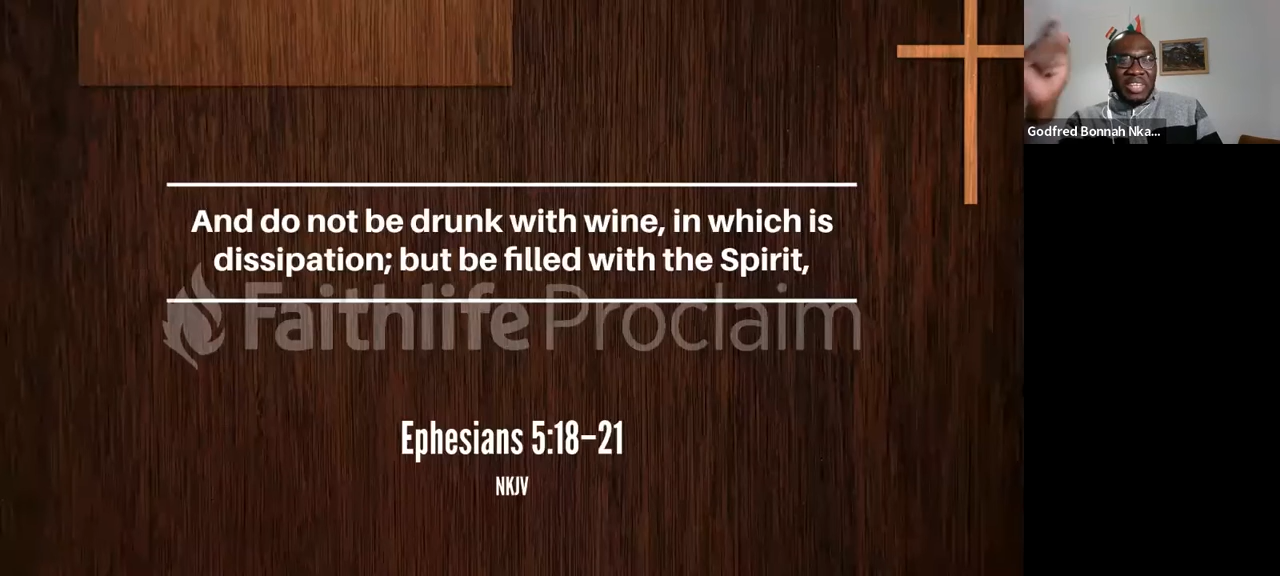 And do not be drunk with wine, in which is
dissipation; but be filled with the Spirit,
Faithlife Proclaim
Ephesians 5:18–21
NKJV
Godfred Bonnah Nka...